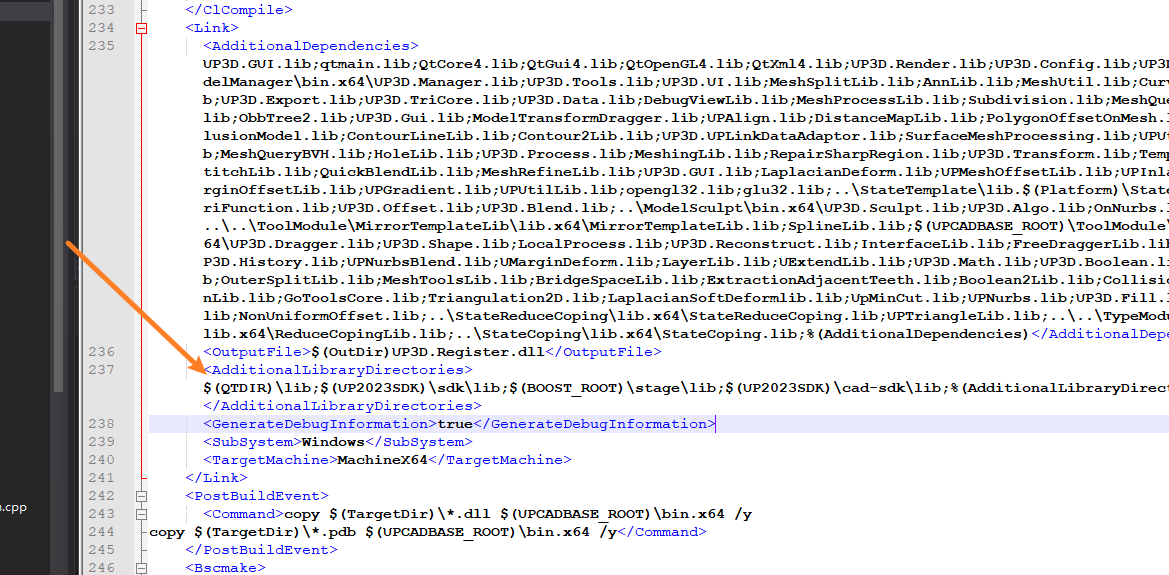 233 </ClCompile>
234 <Link>
235 <AdditionalDependencies>
UP3D.GUI.lib;qtmain.lib;QtCore4.lib;QtGui4.lib;QtOpenGL4.lib;QtXml4.lib;UP3D.Render.lib;UP3D.Config.lib;UP3D
delManager\bin.x64\UP3D.Manager.lib;UP3D.Tools.lib;UP3D.UI.lib;MeshSplitLib.lib;AnnLib.lib;MeshUtil.lib;Curv
b;UP3D.Export.lib;UP3D.TriCore.lib;UP3D.Data.lib;DebugViewLib.lib;MeshProcessLib.lib;Subdivision.lib;MeshQue
lib;ObbTree2.lib;UP3D.Gui.lib;ModelTransformDragger.lib;UPAlign.lib;DistanceMapLib.lib;PolygonOffsetOnMesh.l
lusionModel.lib;ContourLineLib.lib;Contour2Lib.lib;UP3D.UPLinkDataAdaptor.lib;SurfaceMeshProcessing.lib;UPUt
b;MeshQueryBVH.lib;HoleLib.lib;UP3D.Process.lib;MeshingLib.lib;RepairSharpRegion.lib;UP3D.Transform.lib;Temp
titchLib.lib;QuickBlendLib.lib;MeshRefineLib.lib;UP3D.GUI.lib;LaplacianDeform.lib;UPMeshOffsetLib.lib;UPInla
rginOffsetLib.lib;UPGradient.lib;UPUtilLib.lib;opengl32.lib;glu32.lib;..\StateTemplate\lib.$(Platform)\State
riFunction.lib;UP3D.Offset.lib;UP3D.Blend.lib;..\ModelSculpt\bin.x64\UP3D.Sculpt.lib;UP3D.Algo.lib;OnNurbs.l
..\..\ToolModule\MirrorTemplateLib\lib.x64\MirrorTemplateLib.lib;SplineLib.lib;$(UPCADBASE_ROOT)\ToolModule\
64\UP3D.Dragger.lib;UP3D.Shape.lib;LocalProcess.lib;UP3D.Reconstruct.lib;InterfaceLib.lib;FreeDraggerLib.lib
P3D.History.lib;UPNurbsBlend.lib;UMarginDeform.lib;LayerLib.lib;UExtendLib.lib;UP3D.Math.lib;UP3D.Boolean.li
b;OuterSplitLib.lib;MeshToolsLib.lib;BridgeSpaceLib.lib;ExtractionAdjacentTeeth.lib;Boolean2Lib.lib;Collisio
nLib.lib;GoToolsCore.lib;Triangulation2D.lib;LaplacianSoftDeformlib.lib;UpMinCut.lib;UPNurbs.lib;UP3D.Fill.l
lib;NonUniformOffset.lib;..\StateReduceCoping\lib.x64\StateReduceCoping.lib;UPTriangleLib.lib;..\..\TypeModu
lib.x64\ReduceCopingLib.lib;..\StateCoping\lib.x64\StateCoping.lib;%(AdditionalDependencies)</AdditionalDepe
236 <OutputFile>$(OutDir)UP3D.Register.dll</OutputFile>
237 <AdditionalLibraryDirectories>
$(QTDIR)\lib;$(UP2023SDK)\sdk\lib;$(BOOST_ROOT)\stage\lib;$(UP2023SDK)\cad-sdk\lib;%(AdditionalLibraryDirect
</AdditionalLibraryDirectories>
238 <GenerateDebugInformation>true</GenerateDebugInformation>
239 <SubSystem>Windows</SubSystem>
240 <TargetMachine>MachineX64</TargetMachine>
241 </Link>
242 <PostBuildEvent>
243 <Command>copy $(TargetDir)\*.dll $(UPCADBASE_ROOT)\bin.x64 /y
244 copy $(TargetDir)\*.pdb $(UPCADBASE_ROOT)\bin.x64 /y</Command>
245 </PostBuildEvent>
246 <Bscmake>
n.cpp